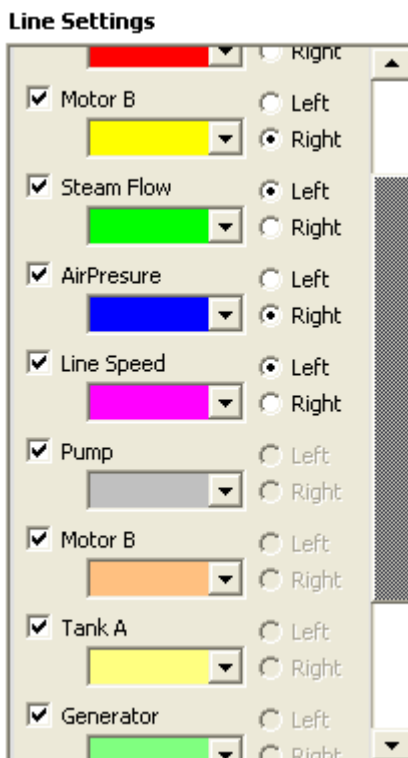 Line Settings
Right
Motor B
Left
Right
Steam Flow
Left
Right
AirPresure
Left
Right
Line Speed
Left
Right
Pump
Left
Right
Motor B
Left
Right
Tank A
Left
Right
Generator
Left
Right